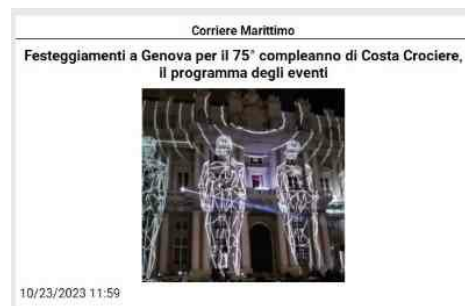 Corriere Marittimo
Festeggiamenti a Genova per il 75° compleanno di Costa Crociere,
il programma degli eventi
10/23/2023 11:59